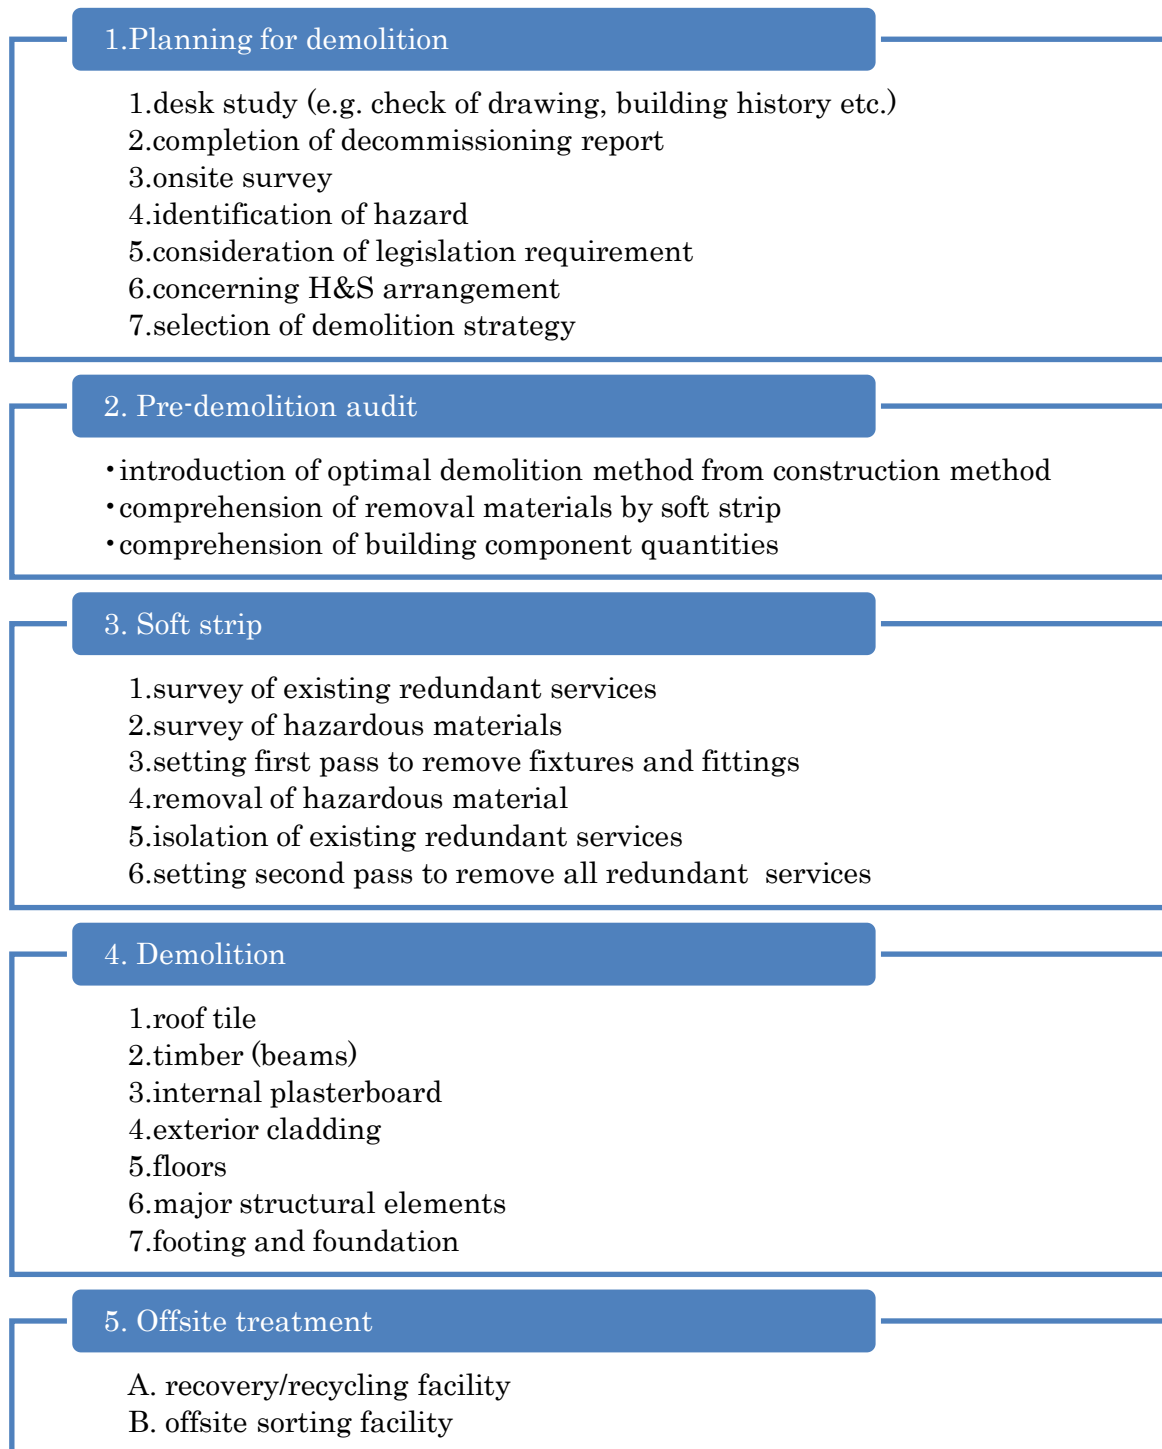 1.Planning for demolition
1.desk study (e.g. check of drawing, building history etc.)
2.completion of decommissioning report
3.onsite survey
4.identification of hazard
5.consideration of legislation requirement
6.concerning H&S arrangement
7.selection of demolition strategy
2. Pre-demolition audit
・introduction of optimal demolition method from construction method
・comprehension of removal materials by soft strip
・comprehension of building component quantities
3. Soft strip
1.survey of existing redundant services
2.survey of hazardous materials
3.setting first pass to remove fixtures and fittings
4.removal of hazardous material
5.isolation of existing redundant services
6.setting second pass to remove all redundant  services
4. Demolition
1.roof tile
2.timber (beams)
3.internal plasterboard
4.exterior cladding
5.floors
6.major structural elements
7.footing and foundation
5. Offsite treatment
A. recovery/recycling facility
B. offsite sorting facility